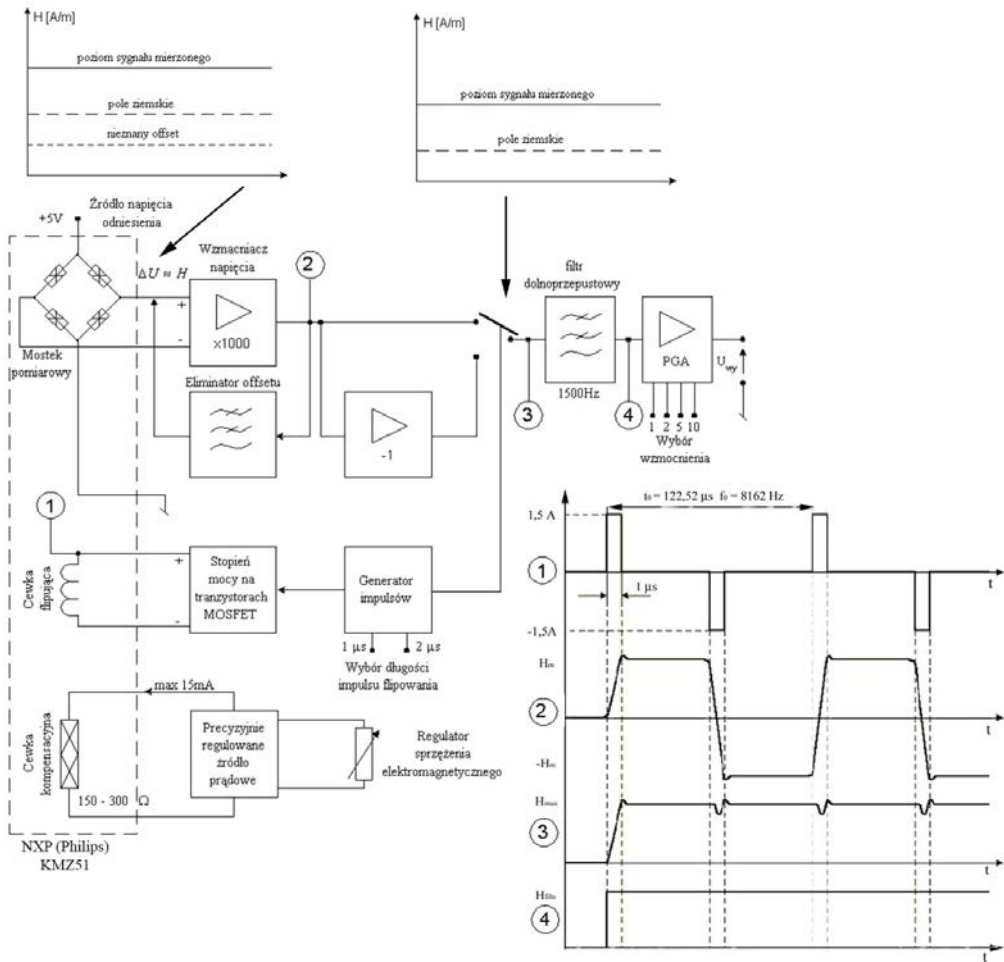 H [A/m]
poziom sygnału mierzonego
pole ziemskie
nieznany offset
H [A/m]
poziom sygnału mierzonego
pole ziemskie
Źródło napięcia
odniesienia
+5V
ΔU ≈ H
Wzmacniacz
napięcia
+
-
x1000
2
filtr
dolnoprzepustowy
1500Hz
PGA
U wy
3
4
1 2 5 10
Wybór
wzmocnienia
Mostek
pomiarowy
Eliminator offsetu
-1
1
Cewka
flipująca
+
-
Stopień
mocy na
tranzystorach
MOSFET
Generator
impulsów
1 μs
2 μs
Wybór długości
impulsu flipowania
max 15mA
Cewka
kompensacyjna
150 - 300 Ω
Precyzyjnie
regulowane
źródło
prądowe
Regulator
sprzężenia
elektromagnetycznego
NXP (Philips)
KMZ51
t₀ = 122,52 μs f₀ = 8162 Hz
1,5 A
1
t
1 μs
-1,5A
Hm
2
t
-Hm
3
t
4
t